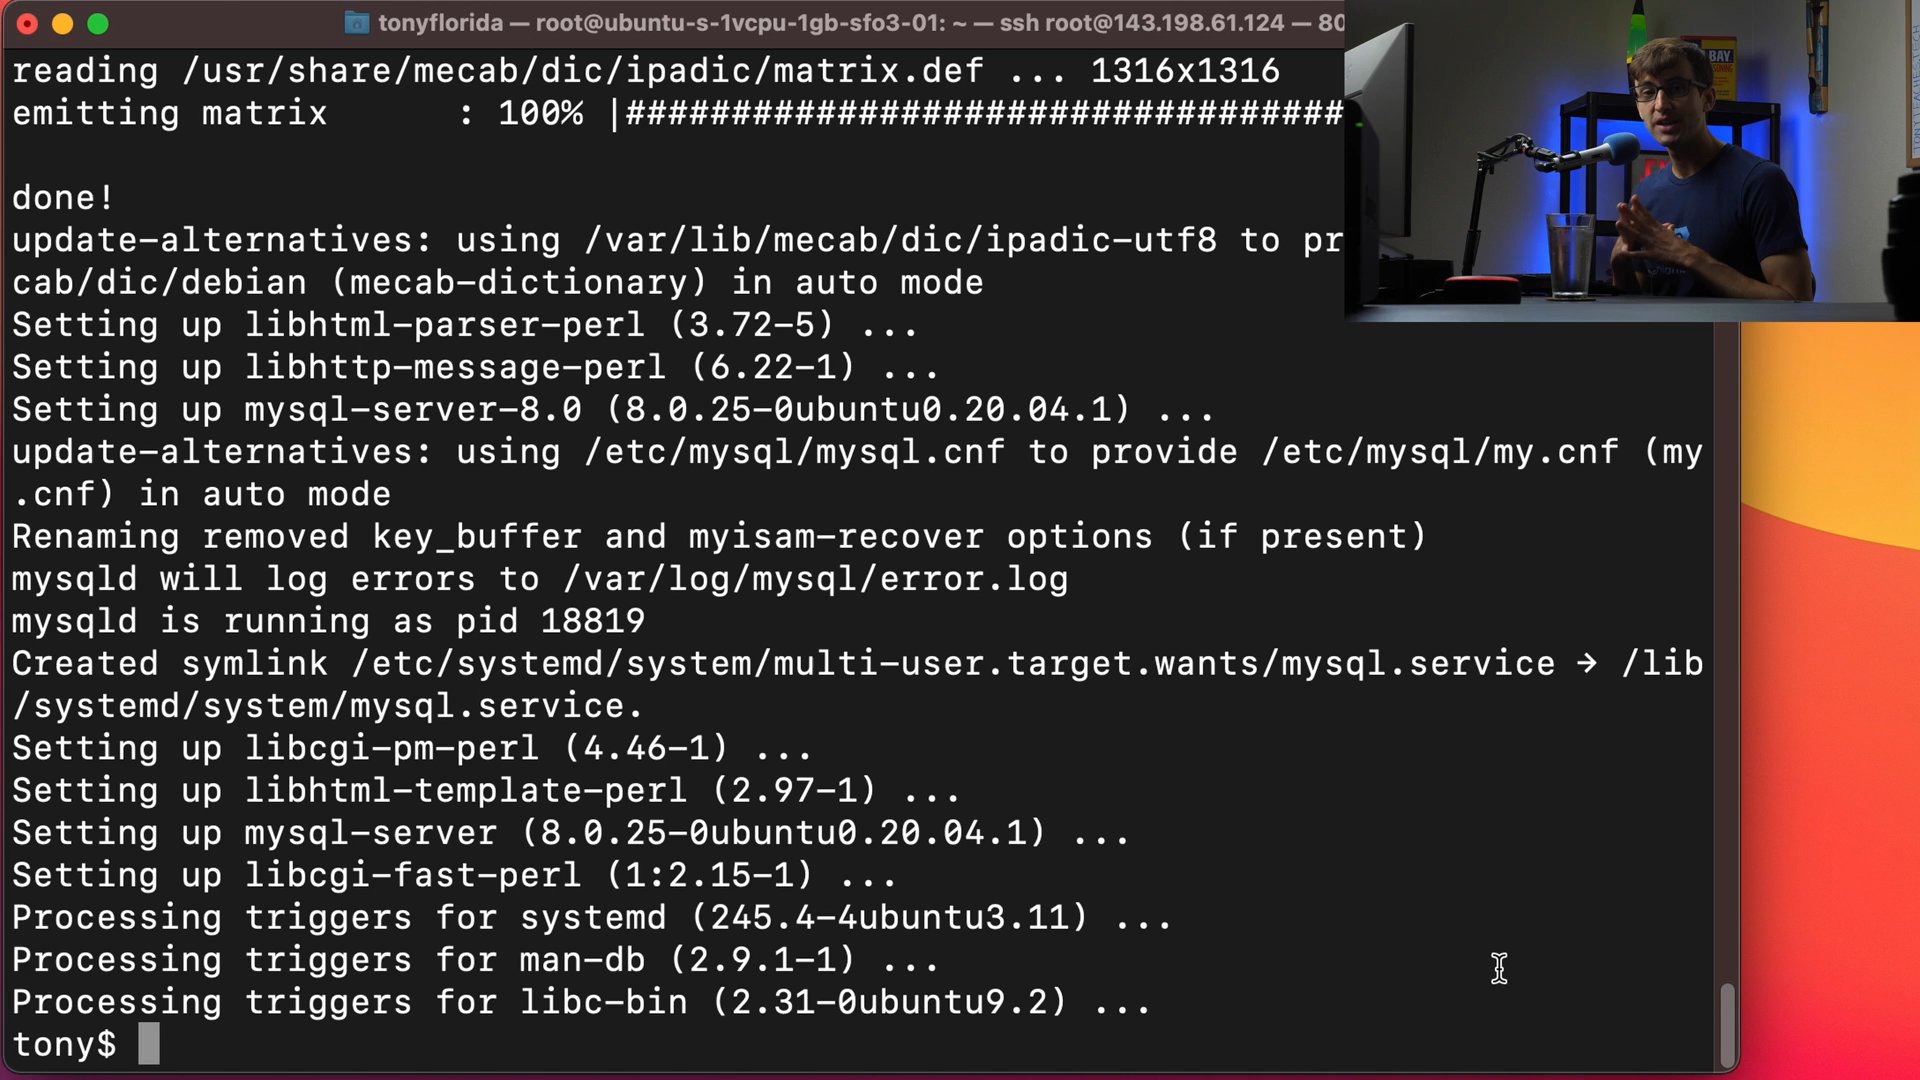 tonyflorida — root@ubuntu-s-1vcpu-1gb-sfo3-01: ~ — ssh root@143.198.61.124 — 80
reading /usr/share/mecab/dic/ipadic/matrix.def ... 1316x1316
emitting matrix       : 100% |##################################
done!
update-alternatives: using /var/lib/mecab/dic/ipadic-utf8 to pr
cab/dic/debian (mecab-dictionary) in auto mode
Setting up libhtml-parser-perl (3.72-5) ...
Setting up libhttp-message-perl (6.22-1) ...
Setting up mysql-server-8.0 (8.0.25-0ubuntu0.20.04.1) ...
update-alternatives: using /etc/mysql/mysql.cnf to provide /etc/mysql/my.cnf (my
.cnf) in auto mode
Renaming removed key_buffer and myisam-recover options (if present)
mysqld will log errors to /var/log/mysql/error.log
mysqld is running as pid 18819
Created symlink /etc/systemd/system/multi-user.target.wants/mysql.service → /lib
/systemd/system/mysql.service.
Setting up libcgi-pm-perl (4.46-1) ...
Setting up libhtml-template-perl (2.97-1) ...
Setting up mysql-server (8.0.25-0ubuntu0.20.04.1) ...
Setting up libcgi-fast-perl (1:2.15-1) ...
Processing triggers for systemd (245.4-4ubuntu3.11) ...
Processing triggers for man-db (2.9.1-1) ...
Processing triggers for libc-bin (2.31-0ubuntu9.2) ...
tony$
BAY